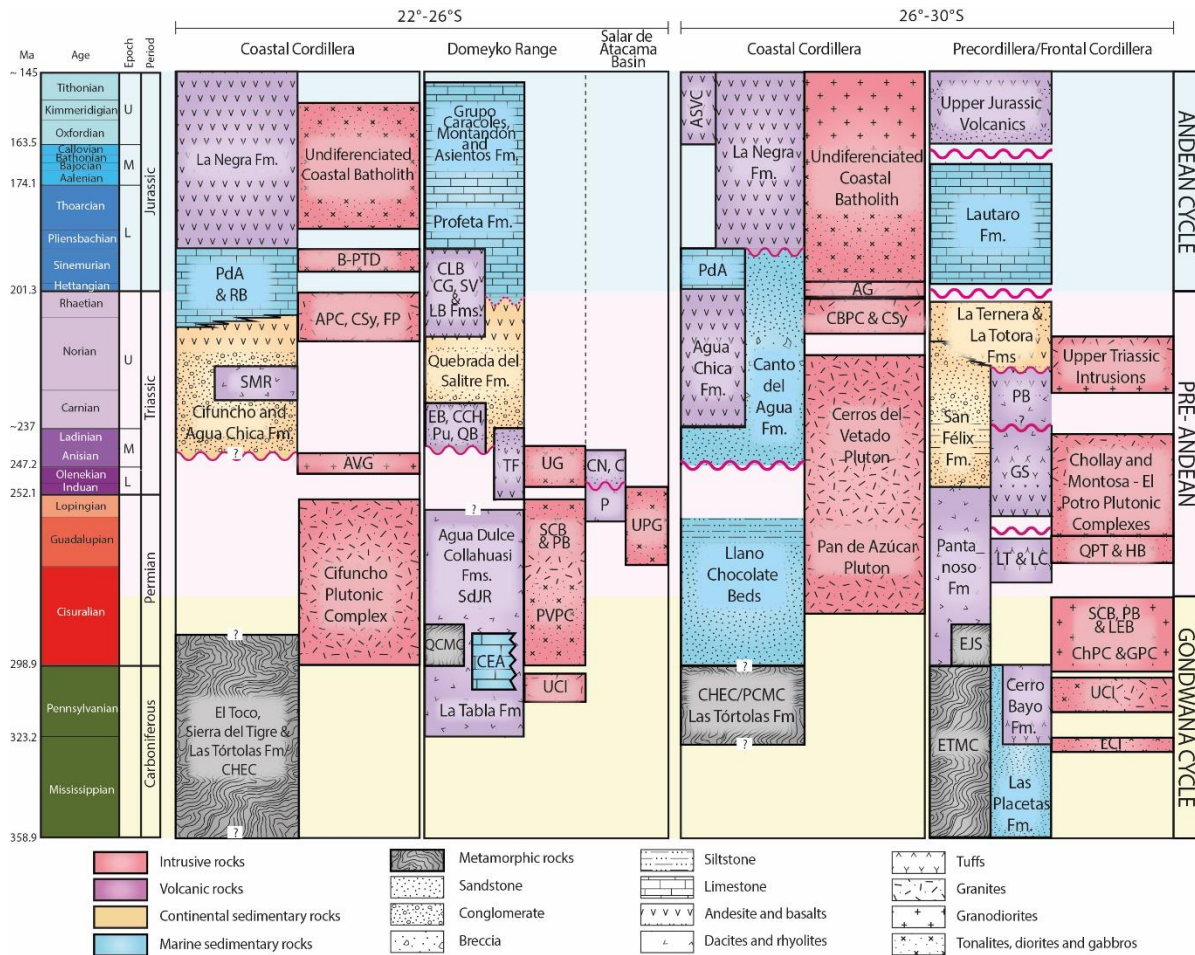 22°-26°S
26°-30°S
Coastal Cordillera
Domeyko Range
Salar de
Atacama
Basin
Coastal Cordillera
Precordillera/Frontal Cordillera
Ma
Age
Epoch
Period
~ 145
163.5
174.1
201.3
~237
247.2
252.1
298.9
323.2
358.9
Tithonian
Kimmeridigian
Oxfordian
Callovian
Bathonian
Bajocian
Aalenian
Thoarcian
Pliensbachian
Sinemurian
Hettangian
Rhaetian
Norian
Carnian
Ladinian
Anisian
Olenekian
Induan
Lopingian
Guadalupian
Cisuralian
Pennsylvanian
Mississippian
U
M
L
U
M
L
Jurassic
Triassic
Permian
Carboniferous
La Negra Fm.
PdA
& RB
SMR
Cifuncho and
Agua Chica Fm.
?
?
El Toco,
Sierra del Tigre &
Las Tórtolas Fm.
CHEC
?
Undiferenciated
Coastal Batholith
B-PTD
APC, CSy, FP
AVG
Cifuncho
Plutonic
Complex
Grupo
Caracoles,
Montandon
and
Asientos Fm.
Profeta Fm.
CLB
CG, SV
&
LB Fms.
Quebrada del
Salitre Fm.
EB, CCH,
Pu, QB
TF
?
Agua Dulce
Collahuasi
Fms.
SdJR
QCMC
CEA
La Tabla Fm
UG
SCB
& PB
PVPC
UCI
CN, C
P
UPG
ASVC
La Negra
Fm.
PdA
Agua
Chica
Fm.
Canto
del
Agua
Fm.
Llano
Chocolate
Beds
?
CHEC/PCMC
Las Tórtolas Fm
?
Undiferenciated
Coastal
Batholith
AG
CBPC & CSy
Cerros del
Vetado
Pluton
Pan de Azúcar
Pluton
Upper Jurassic
Volcanics
Lautaro
Fm.
La Ternera &
La Totora
Fms
San
Félix
Fm.
PB
?
GS
Panta_
noso
Fm
LT & LC
EJS
ETMC
Cerro
Bayo
Fm.
Las
Placetas
Fm.
Upper Triassic
Intrusions
Chollay and
Montosa - El
Potro Plutonic
Complexes
QPT & HB
SCB, PB
& LEB
ChPC &GPC
UCI
ECI
ANDEAN CYCLE
PRE- ANDEAN
GONDWANA CYCLE
Intrusive rocks
Volcanic rocks
Continental sedimentary rocks
Marine sedimentary rocks
Metamorphic rocks
Sandstone
Conglomerate
Breccia
Siltstone
Limestone
Andesite and basalts
Dacites and rhyolites
Tuffs
Granites
Granodiorites
Tonalites, diorites and gabbros